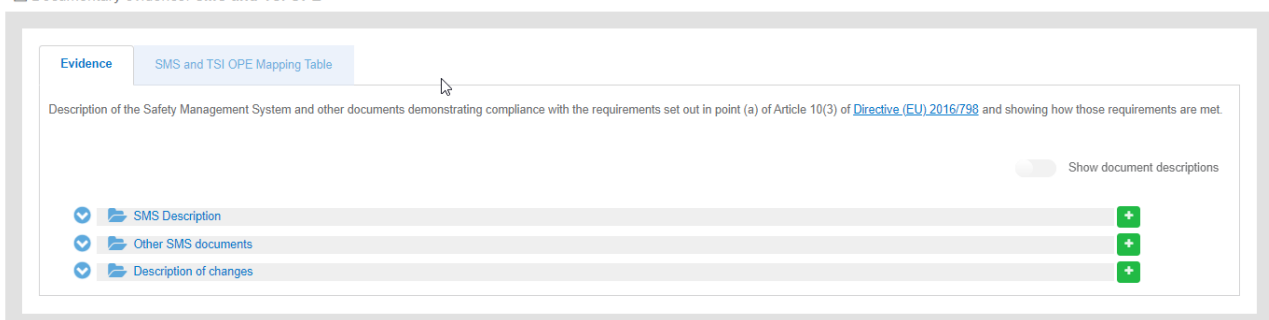 Evidence
SMS and TSI OPE Mapping Table
Description of the Safety Management System and other documents demonstrating compliance with the requirements set out in point (a) of Article 10(3) of Directive (EU) 2016/798 and showing how those requirements are met.
Show document descriptions
SMS Description
Other SMS documents
Description of changes